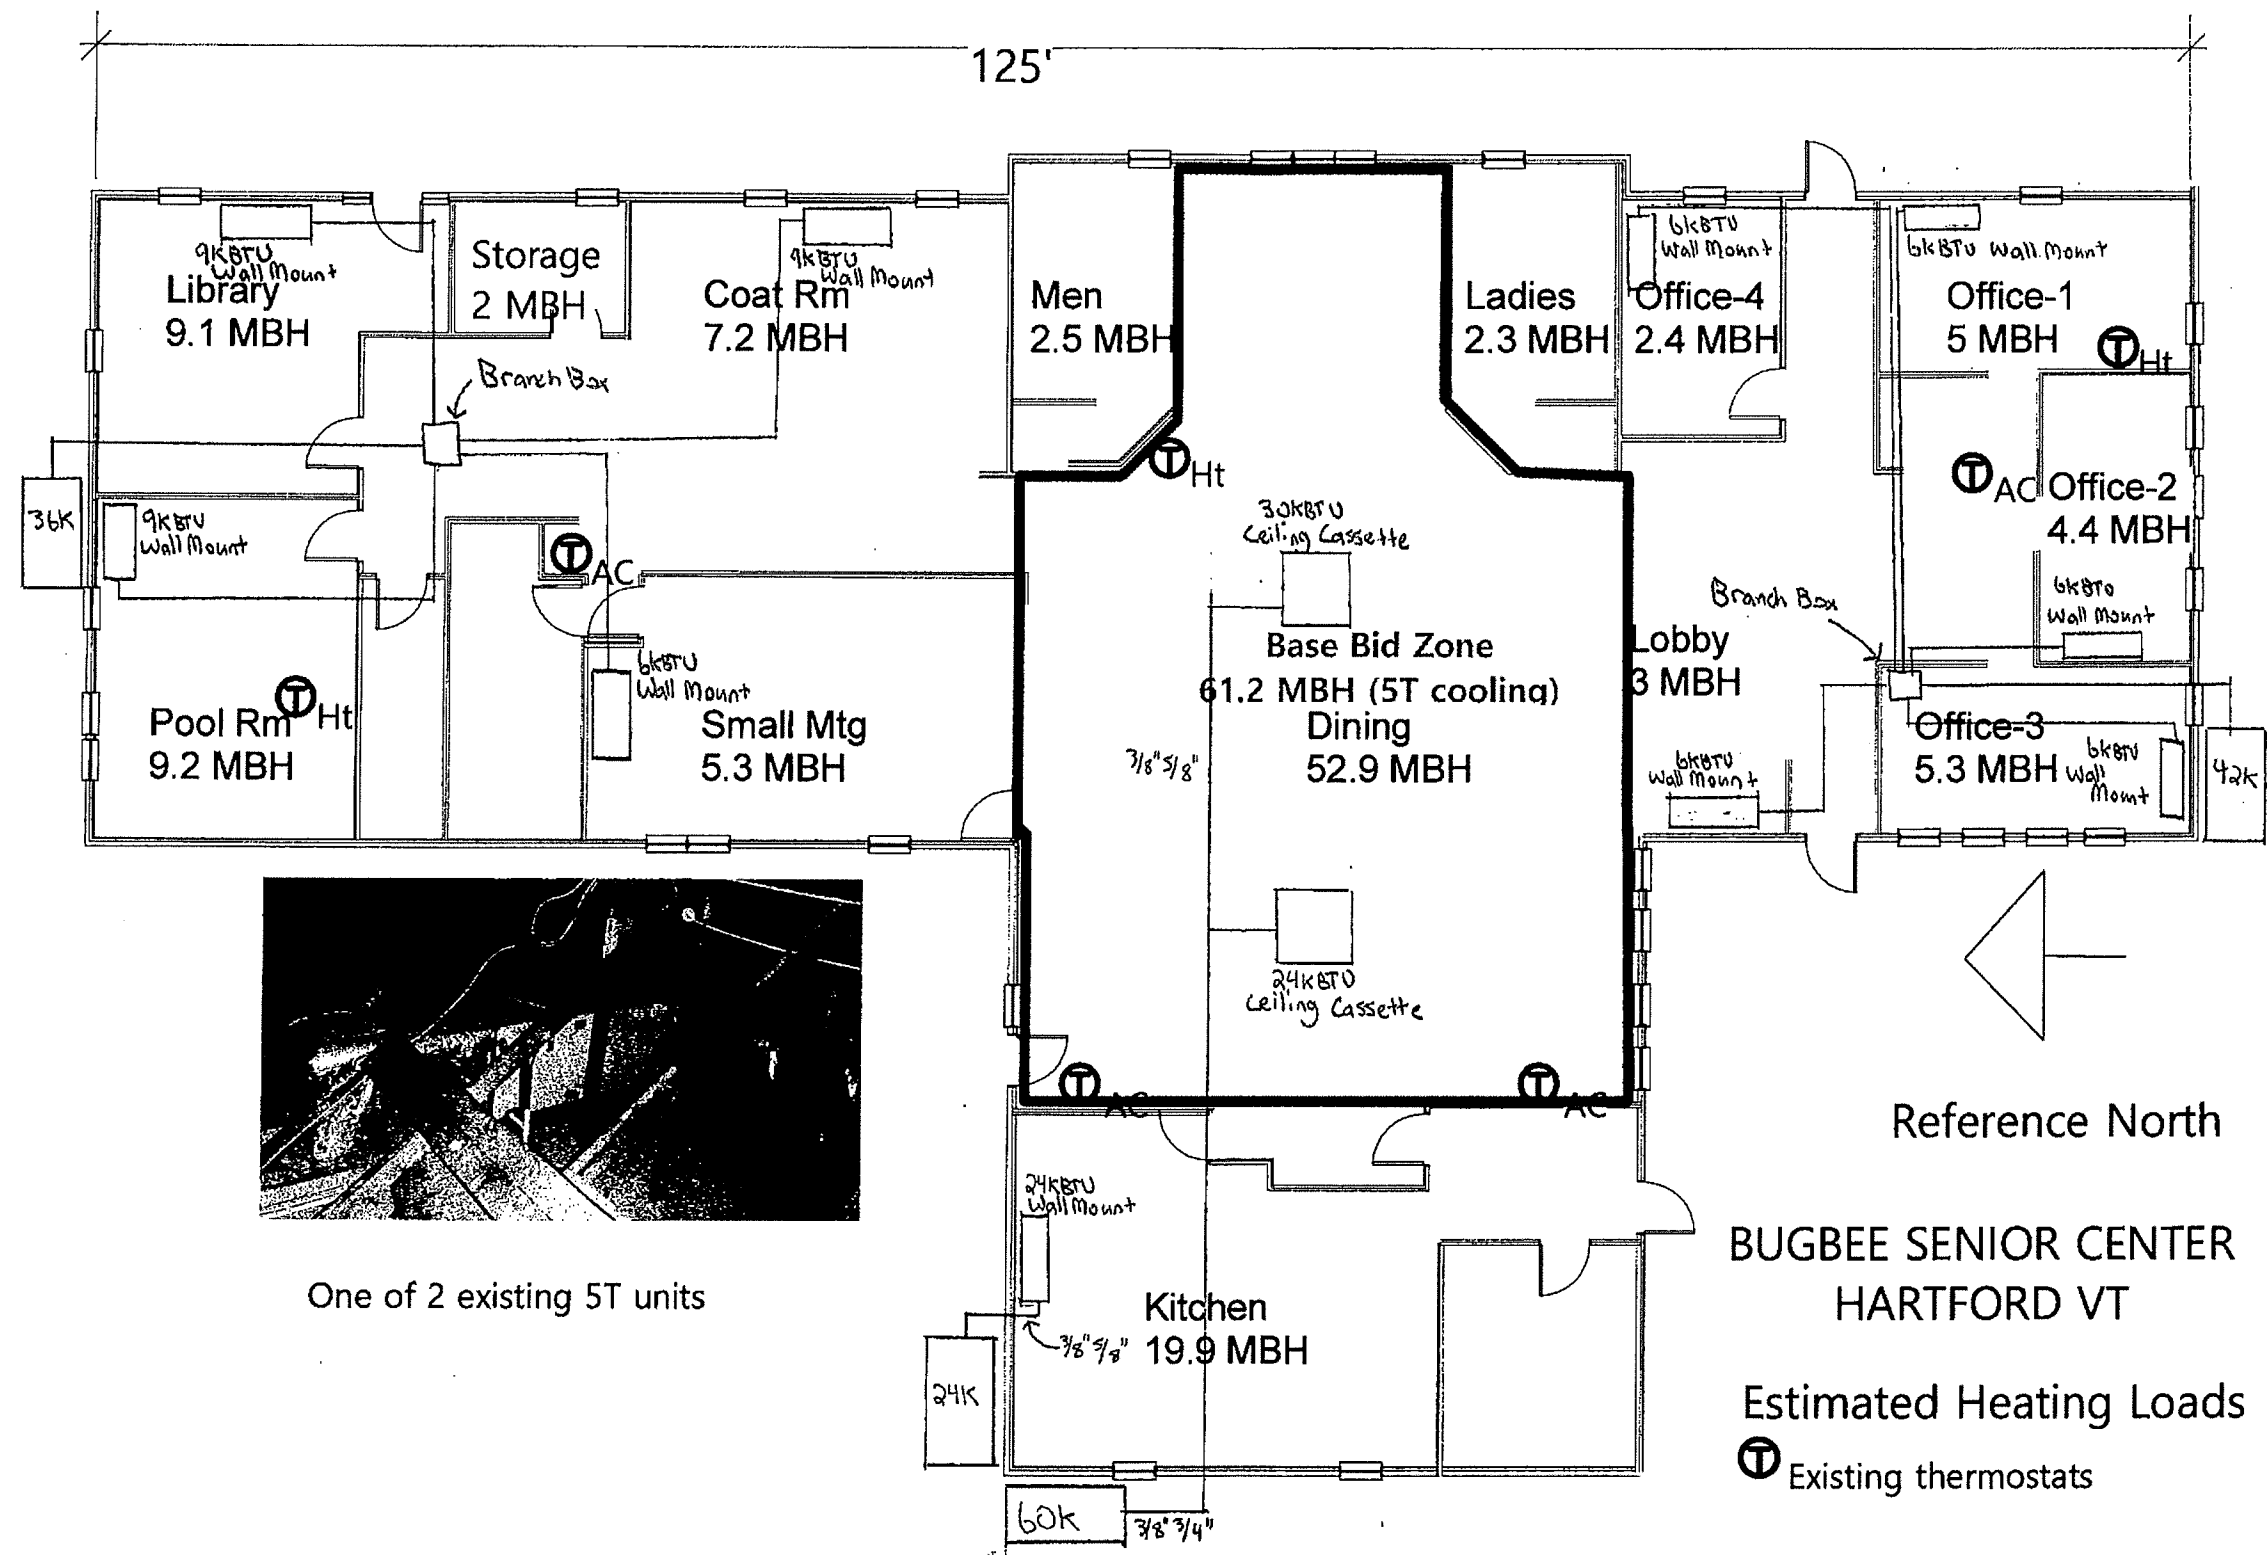 125'
9KBTU
Wall Mount
Library
9.1 MBH
Storage
2 MBH
9KBTU
Wall Mount
Coat Rm
7.2 MBH
Men
2.5 MBH
Ladies
2.3 MBH
6KBTU
Wall Mount
Office-4
2.4 MBH
6KBTU Wall Mount
Office-1
5 MBH
T Ht
Branch Box
T Ht
T AC
Office-2
4.4 MBH
36K
9KBTU
Wall Mount
T AC
30KBTU
Ceiling Cassette
Branch Box
6KBTU
Wall Mount
Base Bid Zone
61.2 MBH (5T cooling)
Dining
52.9 MBH
Lobby
3 MBH
6KBTU
Wall Mount
T Ht
Pool Rm
9.2 MBH
Small Mtg
5.3 MBH
3/8" 5/8"
6KBTU
Wall Mount
Office-3
5.3 MBH
6KBTU
Wall
Mount
42K
24KBTU
Ceiling Cassette
T AC
T AC
Reference North
24KBTU
Wall Mount
BUGBEE SENIOR CENTER
HARTFORD VT
One of 2 existing 5T units
Kitchen
19.9 MBH
3/8" 5/8"
24K
Estimated Heating Loads
T Existing thermostats
60K
3/8" 3/4"